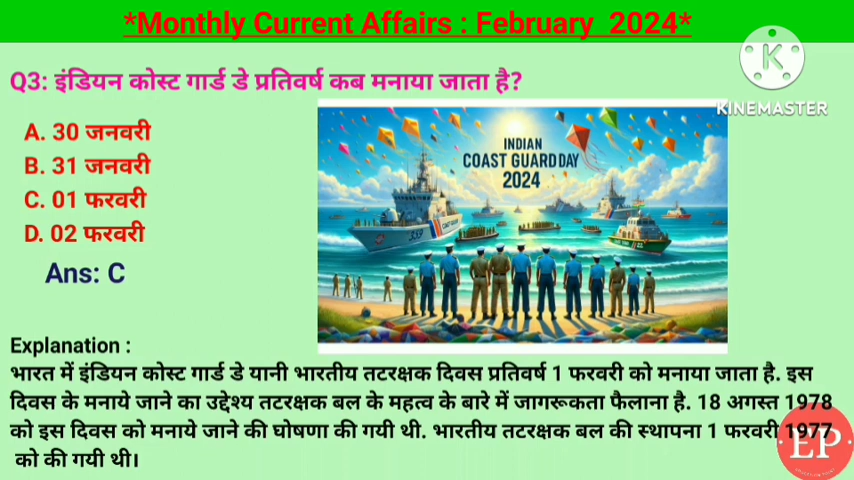 *Monthly Current Affairs : February 2024*
Q3: इंडियन कोस्ट गार्ड डे प्रतिवर्ष कब मनाया जाता है?
KINEMASTER
A. 30 जनवरी
B. 31 जनवरी
C. 01 फरवरी
D. 02 फरवरी
Ans: C
INDIAN
COAST GUARD DAY
2024
Explanation :
भारत में इंडियन कोस्ट गार्ड डे यानी भारतीय तटरक्षक दिवस प्रतिवर्ष 1 फरवरी को मनाया जाता है. इस
दिवस के मनाये जाने का उद्देश्य तटरक्षक बल के महत्व के बारे में जागरूकता फैलाना है. 18 अगस्त 1978
को इस दिवस को मनाये जाने की घोषणा की गयी थी. भारतीय तटरक्षक बल की स्थापना 1 फरवरी 1977
को की गयी थी।
EP